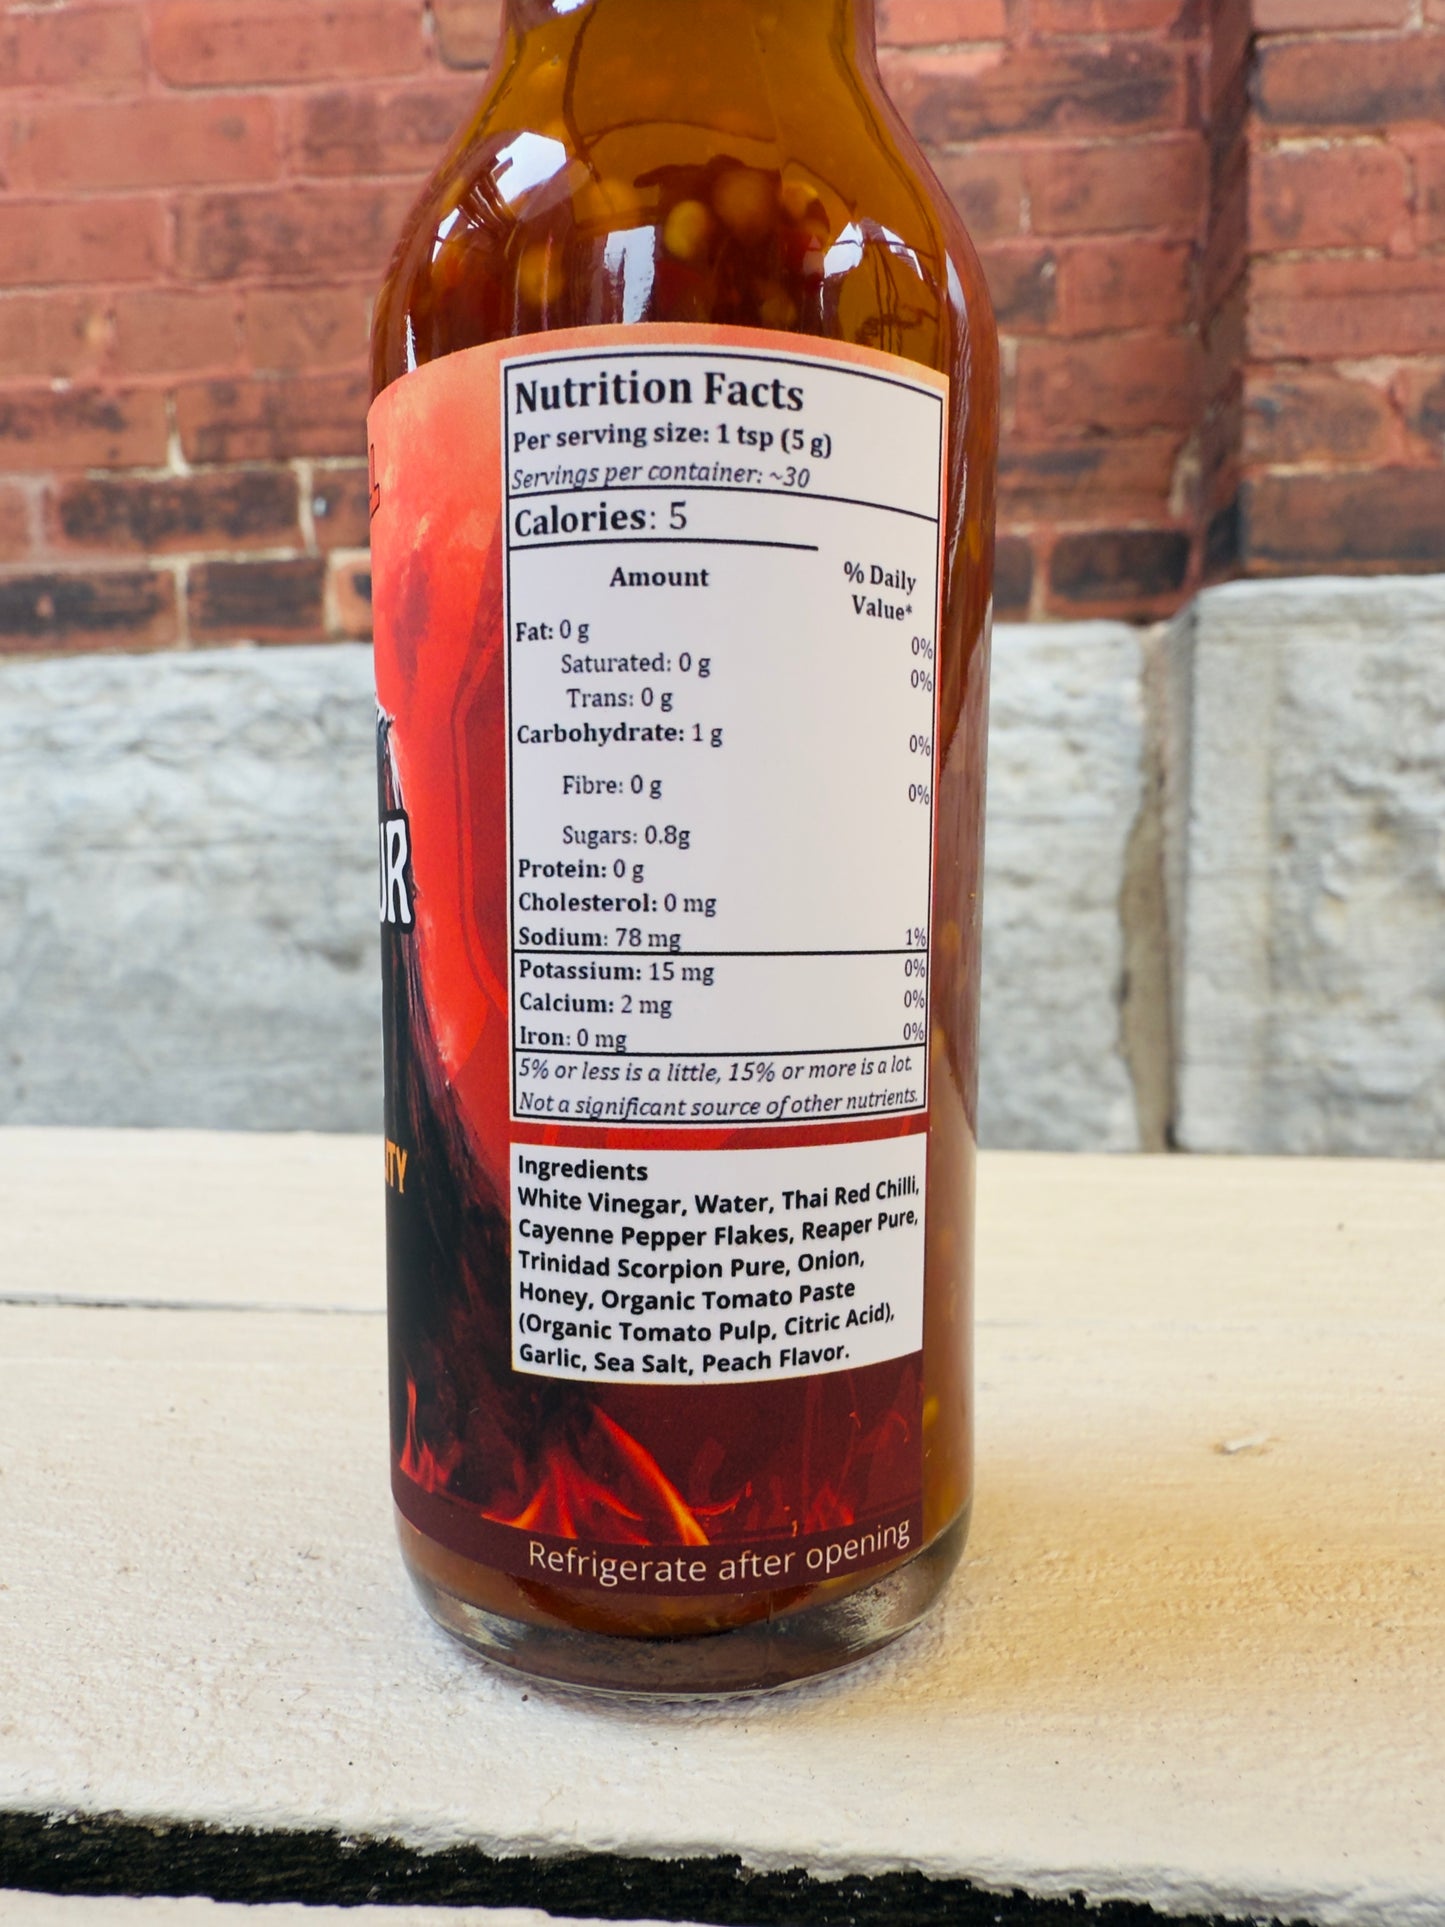 Nutrition Facts
Per serving size: 1 tsp (5 g)
Servings per container: ~30
Calories: 5
Amount
% Daily
Value*
Fat: 0 g 0%
Saturated: 0 g 0%
Trans: 0 g
Carbohydrate: 1 g 0%
Fibre: 0 g 0%
Sugars: 0.8g
Protein: 0 g
Cholesterol: 0 mg
Sodium: 78 mg 1%
Potassium: 15 mg 0%
Calcium: 2 mg 0%
Iron: 0 mg 0%
5% or less is a little, 15% or more is a lot.
Not a significant source of other nutrients.
Ingredients
White Vinegar, Water, Thai Red Chilli,
Cayenne Pepper Flakes, Reaper Pure,
Trinidad Scorpion Pure, Onion,
Honey, Organic Tomato Paste
(Organic Tomato Pulp, Citric Acid),
Garlic, Sea Salt, Peach Flavor.
Refrigerate after opening